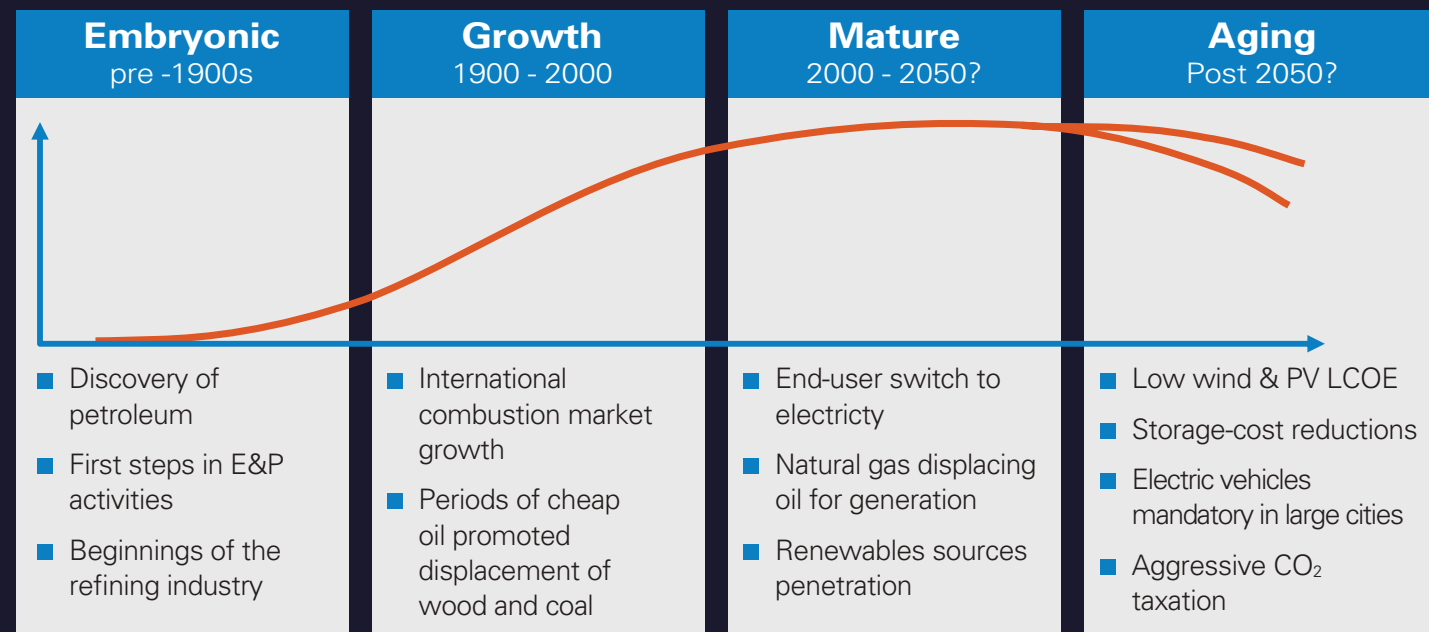 Embryonic
pre -1900s
Discovery of
petroleum
First steps in E&P
activities
Beginnings of the
refining industry
Growth
1900 - 2000
International
combustion market
growth
Periods of cheap
oil promoted
displacement of
wood and coal
Mature
2000 - 2050?
End-user switch to
electricty
Natural gas displacing
oil for generation
Renewables sources
penetration
Aging
Post 2050?
Low wind & PV LCOE
Storage-cost reductions
Electric vehicles
mandatory in large cities
Aggressive CO₂
taxation